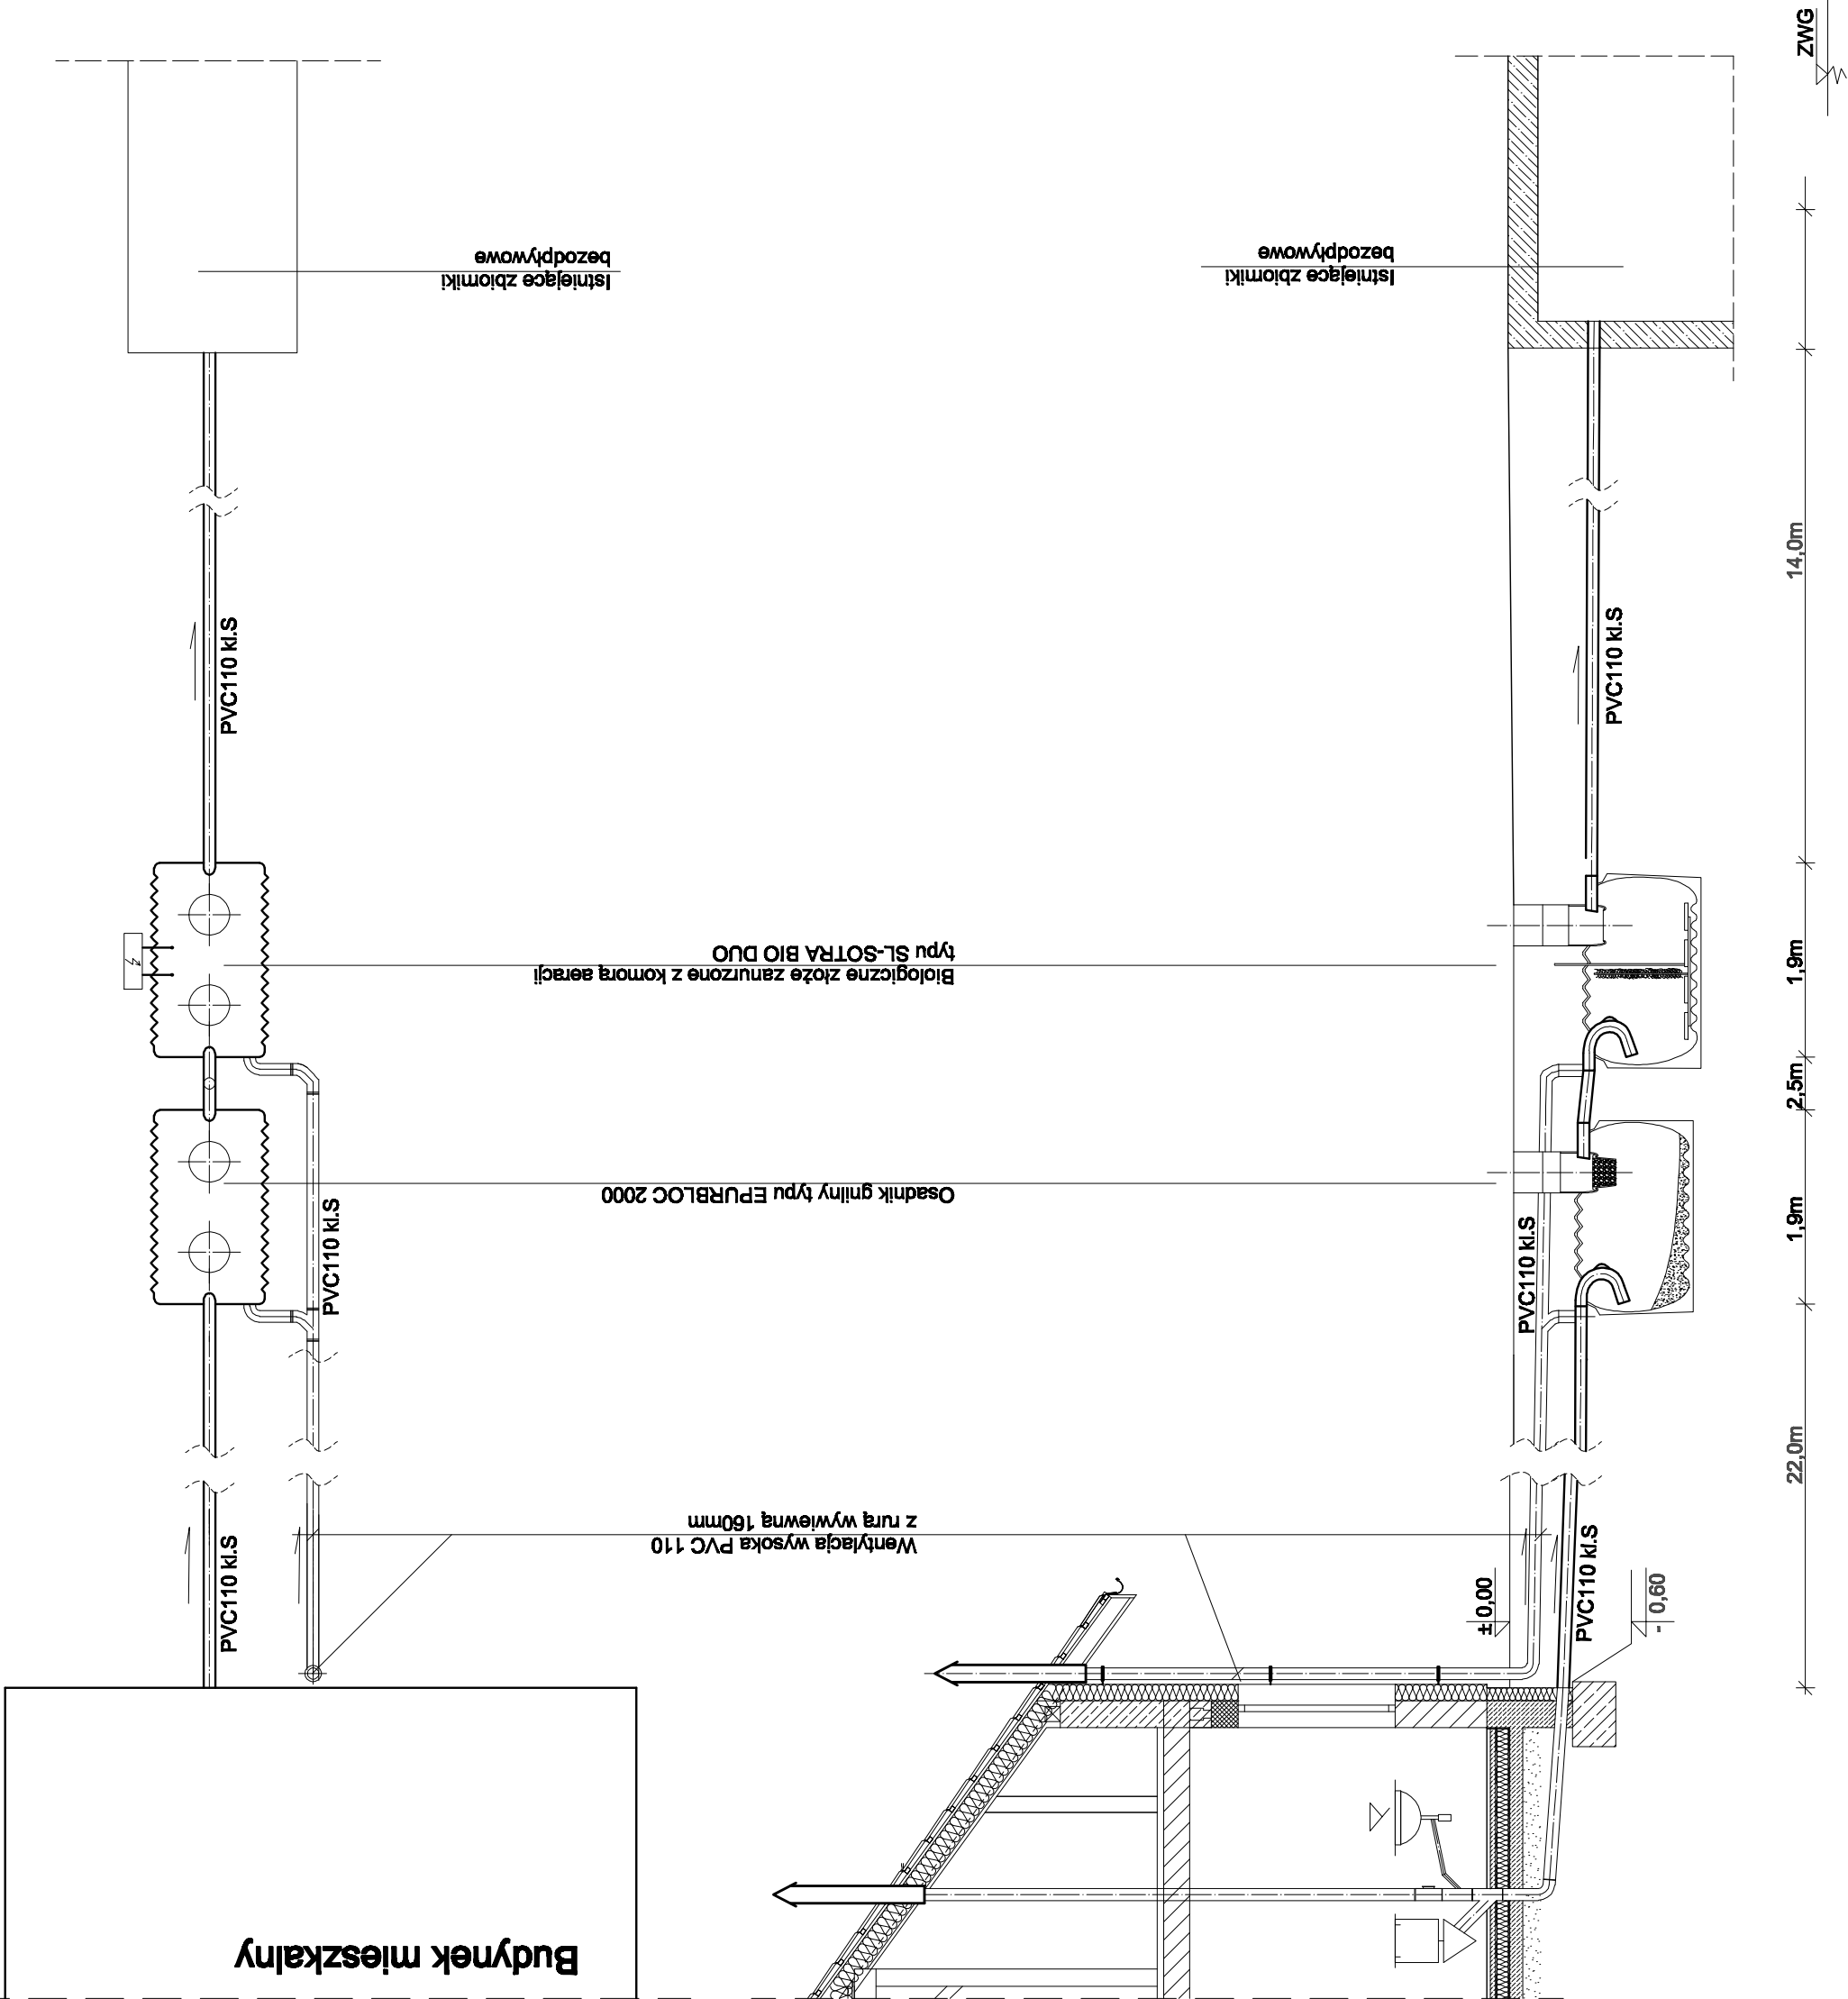 ZWG
Istniejące zbiorniki
bezodpływowe
Istniejące zbiorniki
bezodpływowe
14,0m
PVC110 kl.S
PVC110 kl.S
Biologiczne złoże zanurzone z komorą aeracji
typu SL-SOTRA BIO DUO
1,9m
2,5m
Osadnik gnilny typu EPURBLOC 2000
1,9m
PVC110 kl.S
PVC110 kl.S
22,0m
Wentylacja wysoka PVC 110
z rurą wywiewną 160mm
PVC110 kl.S
PVC110 kl.S
± 0,00
- 0,60
Budynek mieszkalny